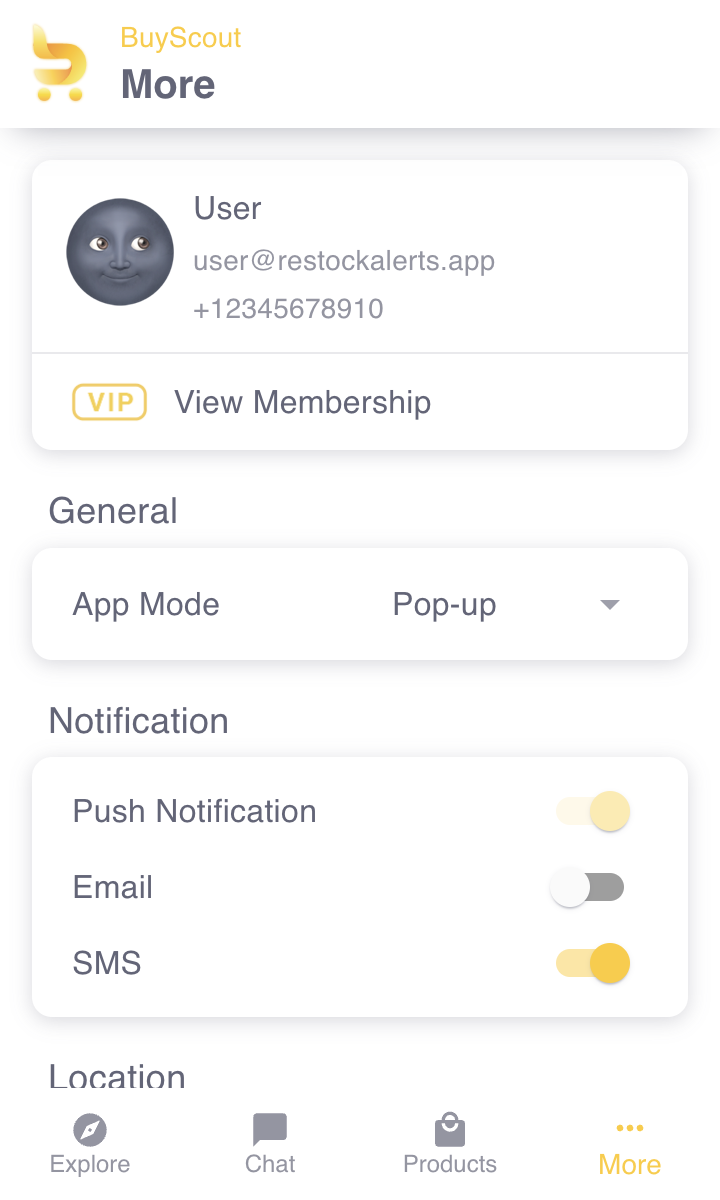 BuyScout
More
User
user@restockalerts.app
+12345678910
VIP View Membership
General
App Mode Pop-up
Notification
Push Notification
Email
SMS
Location
Explore Chat Products More